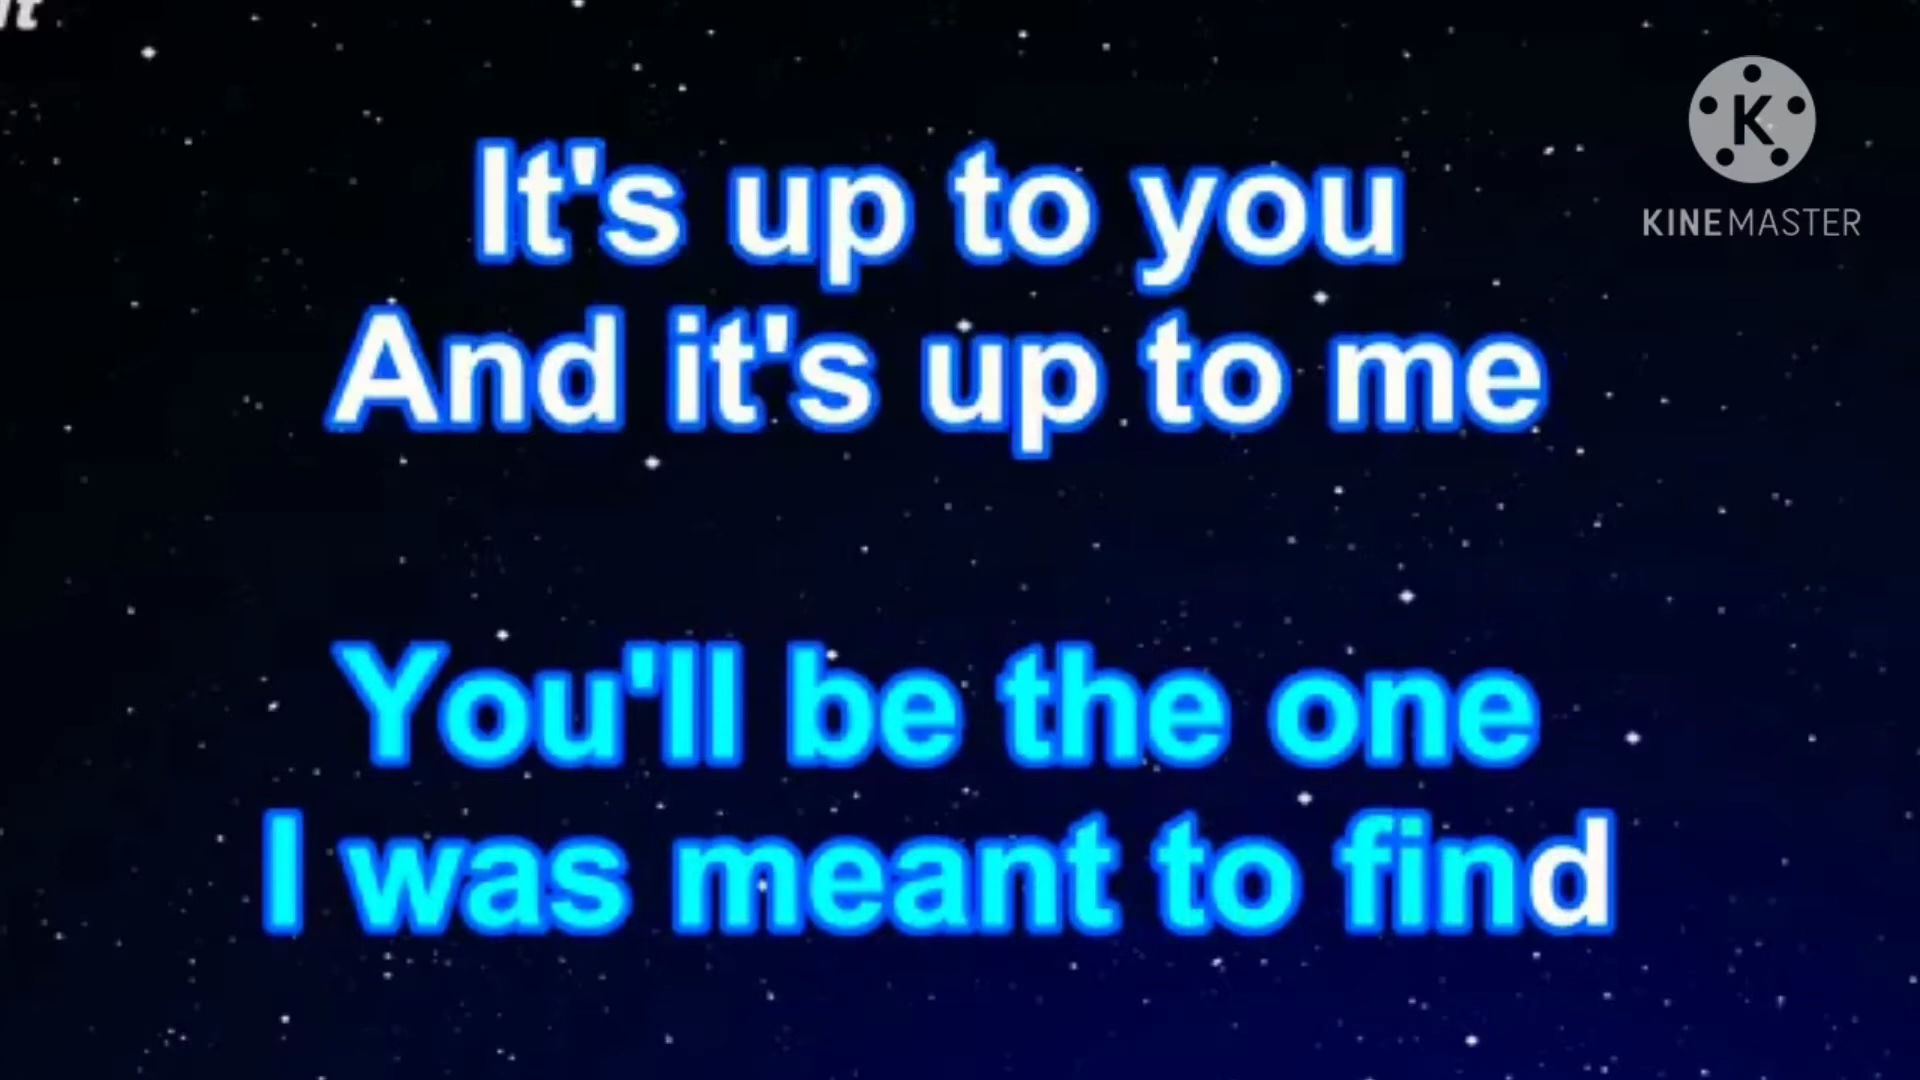 It's up to you
And it's up to me
You'll be the one
I was meant to find
K
KINEMASTER